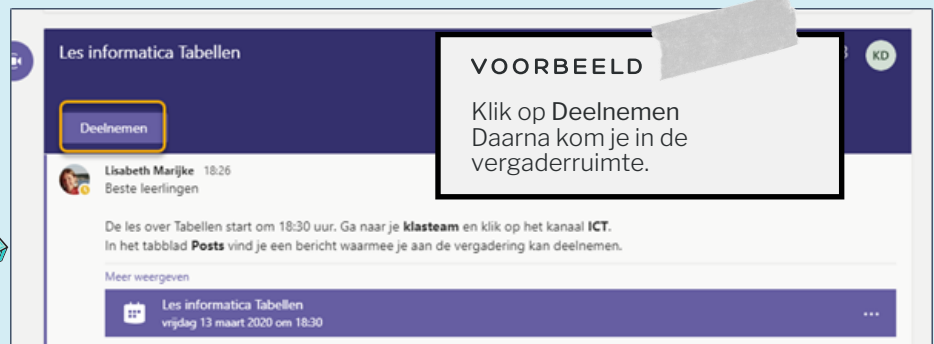 Les informatica Tabellen
KD
VOORBEELD
Klik op Deelnemen
Daarna kom je in de
vergaderruimte.
Deelnemen
Lisabeth Marijke 18:26
Beste leerlingen
De les over Tabellen start om 18:30 uur. Ga naar je klasteam en klik op het kanaal ICT.
In het tabblad Posts vind je een bericht waarmee je aan de vergadering kan deelnemen.
Meer weergeven
Les informatica Tabellen
vrijdag 13 maart 2020 om 18:30
...